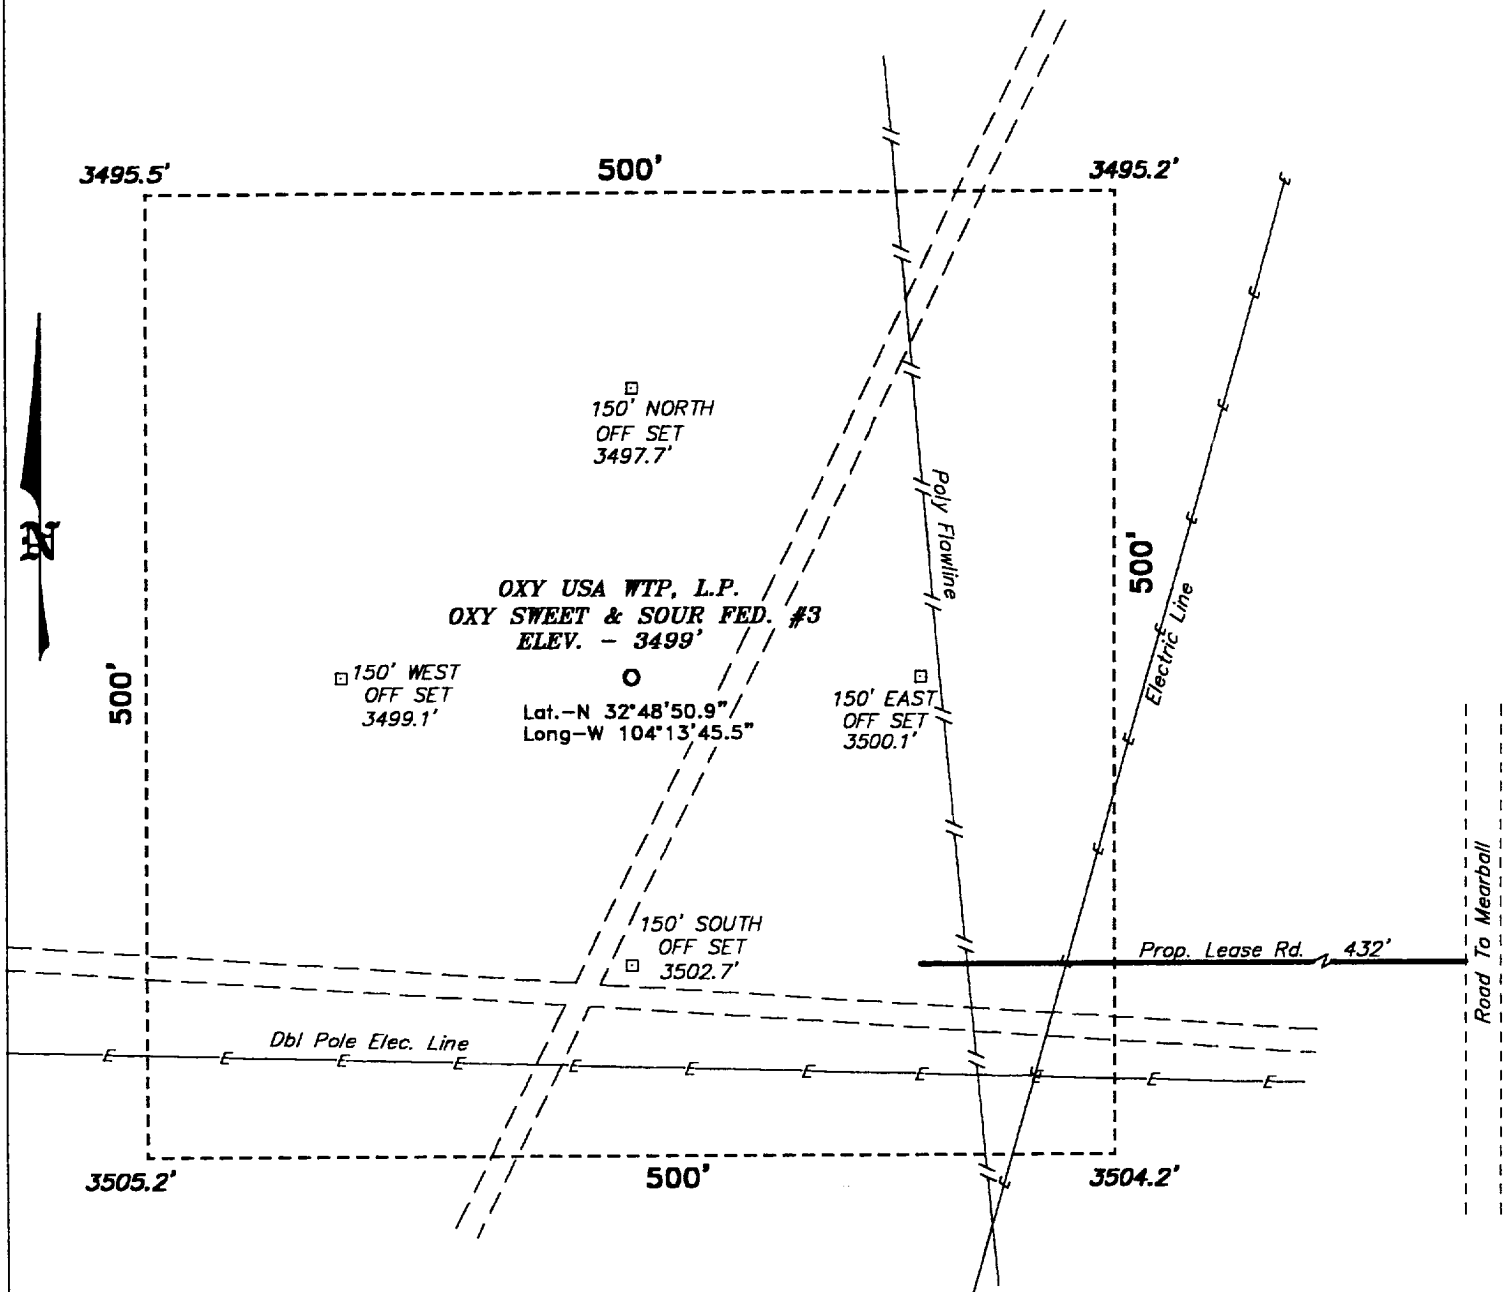 3495.5'
500'
3495.2'
150' NORTH
OFF SET
3497.7'
N
Poly Flowline
500'
Electric Line
OXY USA WTP, L.P.
OXY SWEET & SOUR FED. #3
ELEV. - 3499'
500'
150' WEST
OFF SET
3499.1'
Lat.-N 32°48'50.9"
Long-W 104°13'45.5"
150' EAST
OFF SET
3500.1'
150' SOUTH
OFF SET
3502.7'
Prop. Lease Rd. 432'
Road To Mearball
Dbl Pole Elec. Line
E E E E E E E E E E E
E E E E E E E E E E
3505.2'
500'
3504.2'